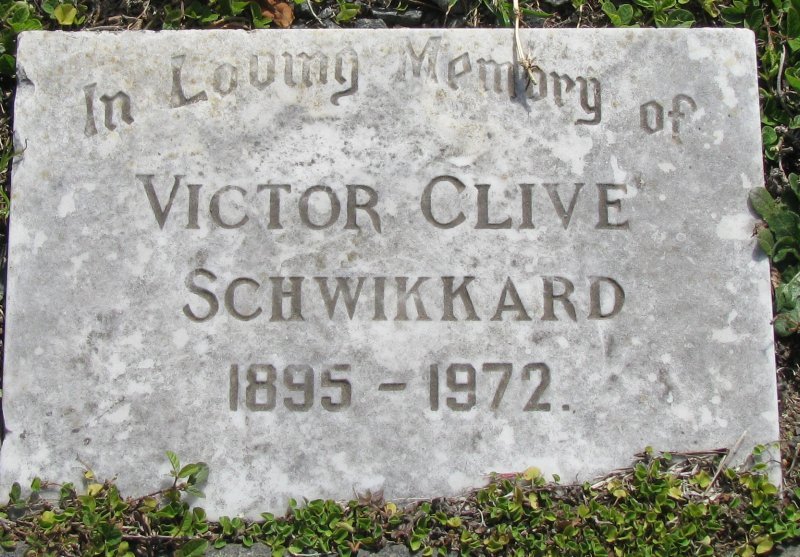 In Loving Memory of
VICTOR CLIVE
SCHWIKKARD
1895 - 1972.